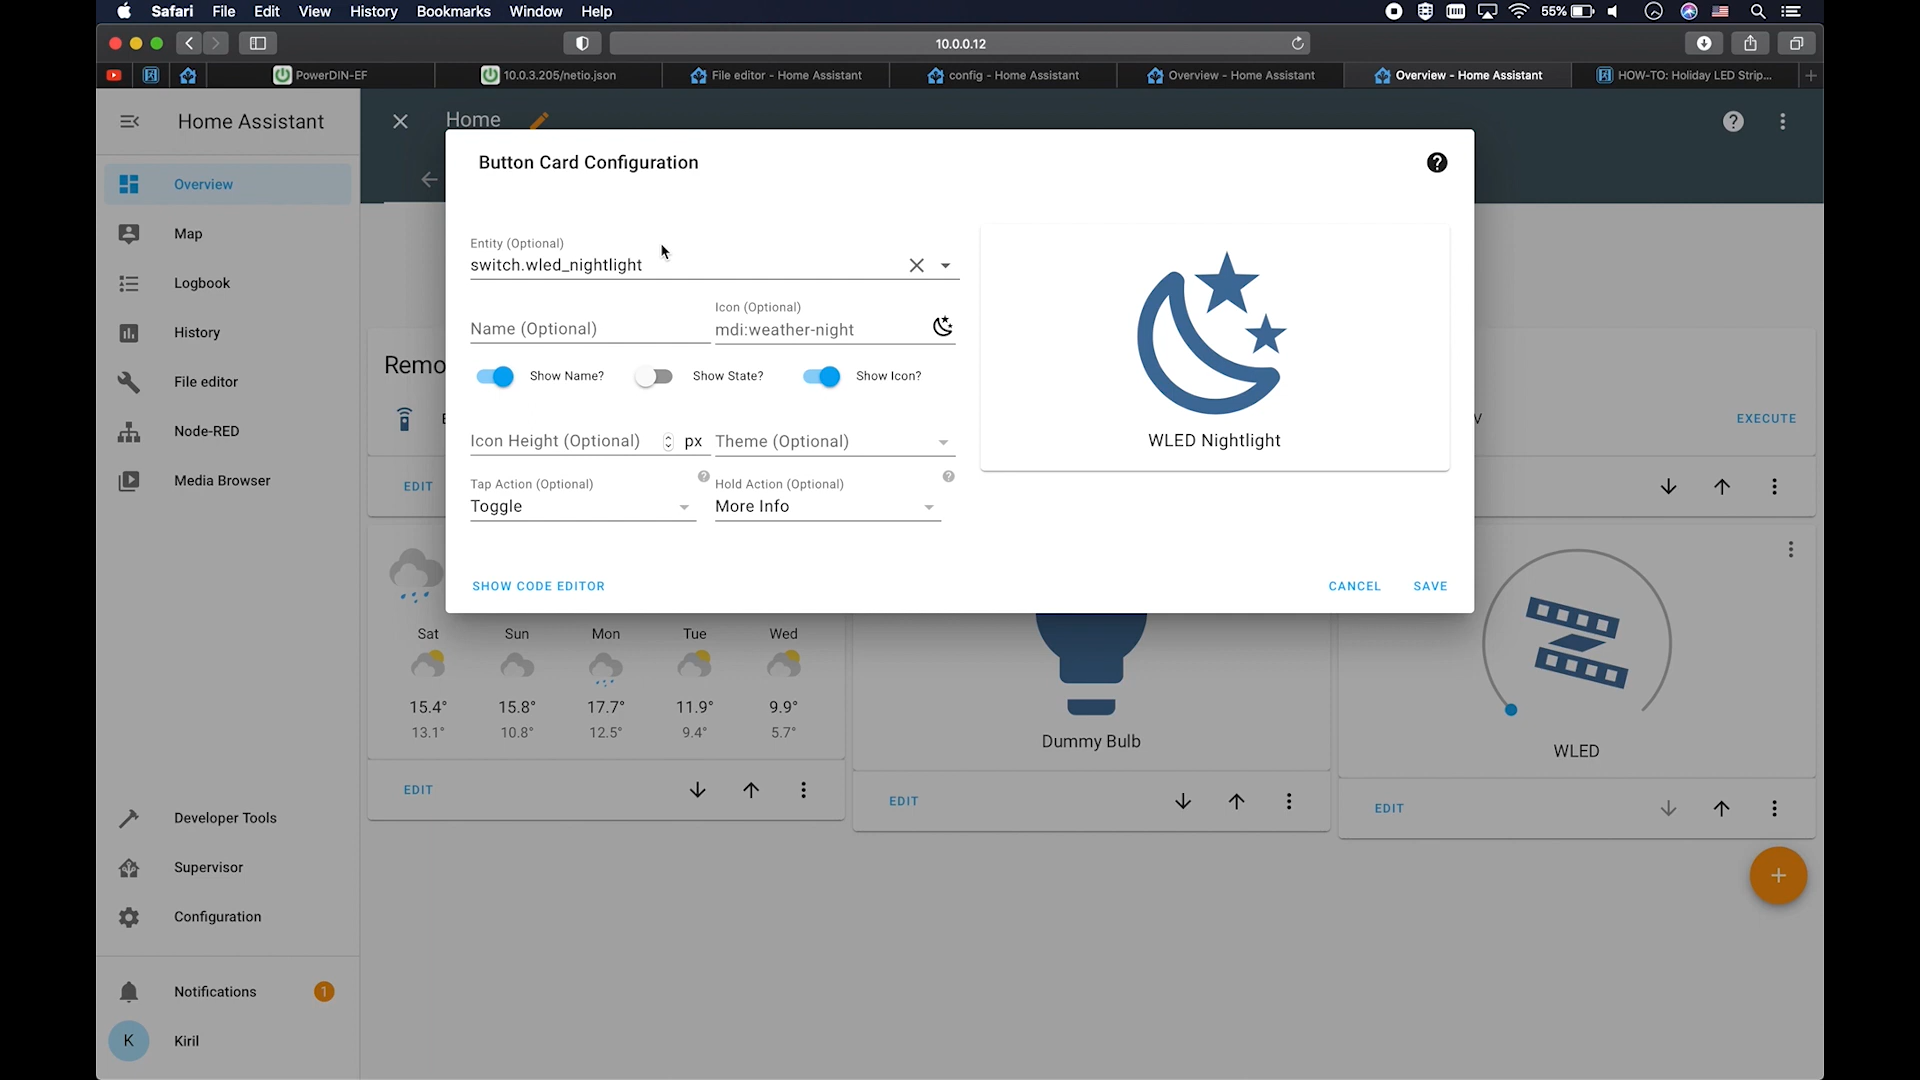 Safari File Edit View History Bookmarks Window Help 55%
10.0.0.12
PowerDIN-EF 10.0.3.205/netio.json File editor - Home Assistant config - Home Assistant Overview - Home Assistant Overview - Home Assistant HOW-TO: Holiday LED Strip...
Home Assistant
Home
Overview
Map
Logbook
History
File editor
Node-RED
Media Browser
Developer Tools
Supervisor
Configuration
Notifications 1
K Kiril
Button Card Configuration
Entity (Optional)
switch.wled_nightlight
Name (Optional)
Icon (Optional)
mdi:weather-night
Show Name? Show State? Show Icon?
Icon Height (Optional) px Theme (Optional)
Tap Action (Optional) Hold Action (Optional)
Toggle More Info
WLED Nightlight
SHOW CODE EDITOR CANCEL SAVE
Remo
EXECUTE
EDIT
Sat Sun Mon Tue Wed
15.4° 15.8° 17.7° 11.9° 9.9°
13.1° 10.8° 12.5° 9.4° 5.7°
EDIT
Dummy Bulb
EDIT
WLED
EDIT